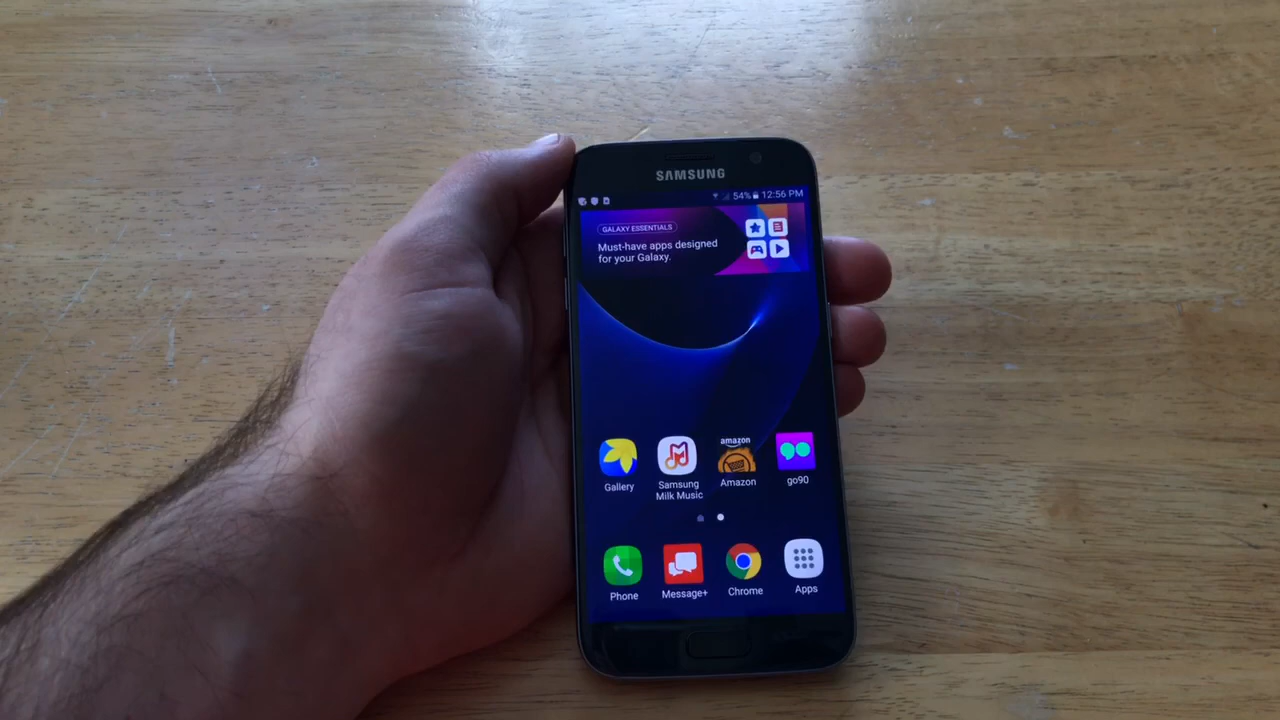 SAMSUNG
54% 12:56 PM
GALAXY ESSENTIALS
Must-have apps designed
for your Galaxy.
amazon
Gallery
Samsung
Milk Music
Amazon
go90
Phone
Message+
Chrome
Apps